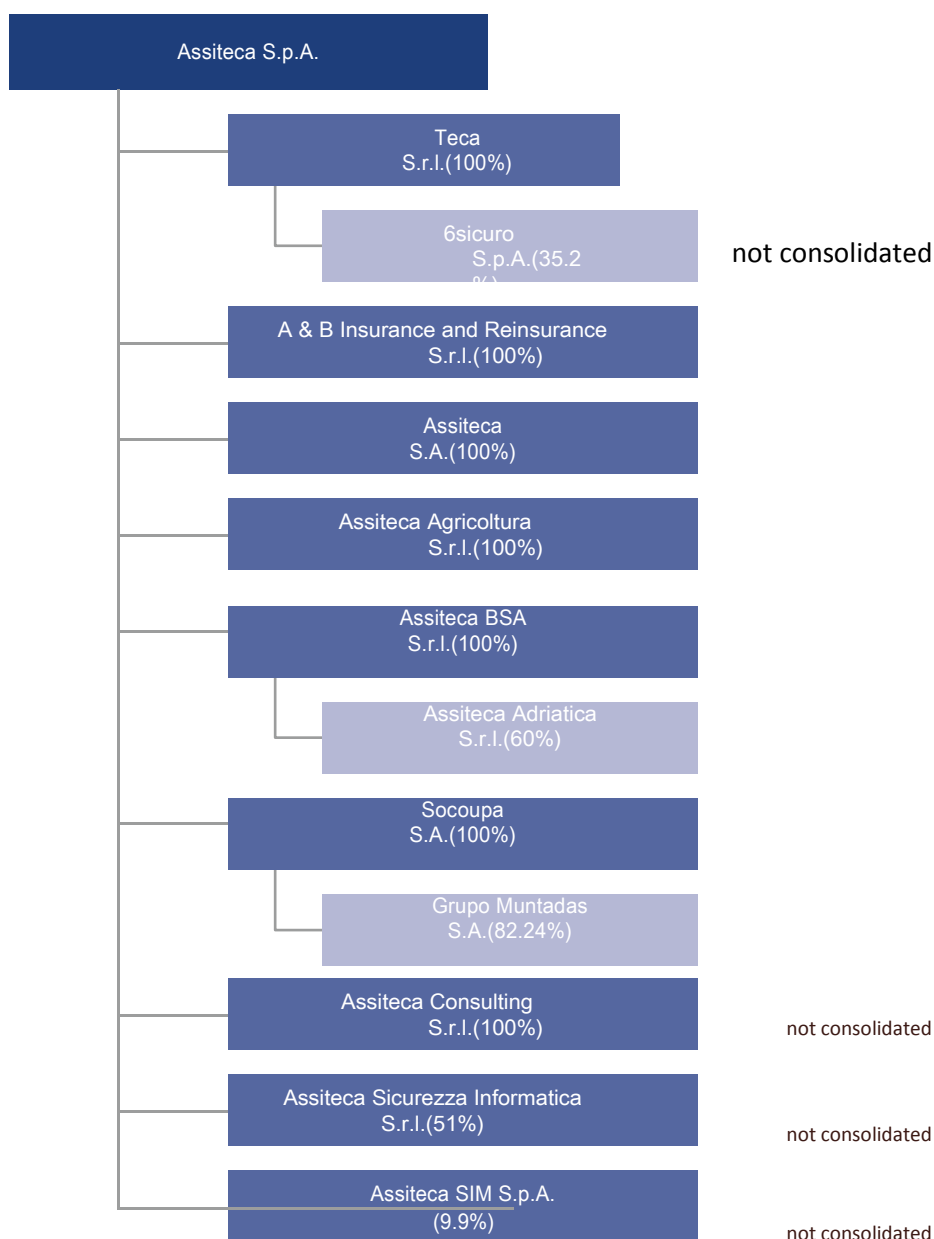 Assiteca S.p.A.
Teca
S.r.l.(100%)
6sicuro
S.p.A.(35.2
%)
not consolidated
A & B Insurance and Reinsurance
S.r.l.(100%)
Assiteca
S.A.(100%)
Assiteca Agricoltura
S.r.l.(100%)
Assiteca BSA
S.r.l.(100%)
Assiteca Adriatica
S.r.l.(60%)
Socoupa
S.A.(100%)
Grupo Muntadas
S.A.(82.24%)
Assiteca Consulting
S.r.l.(100%)
not consolidated
Assiteca Sicurezza Informatica
S.r.l.(51%)
not consolidated
Assiteca SIM S.p.A.
(9.9%)
not consolidated